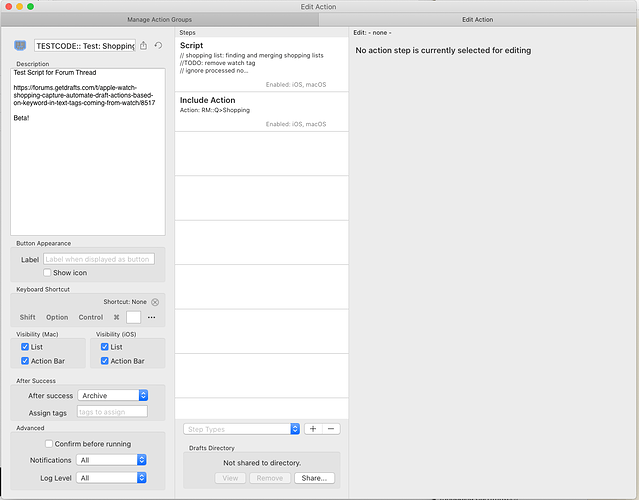 Edit Action
Manage Action Groups
Edit Action
TESTCODE:: Test: Shopping
Description
Test Script for Forum Thread
https://forums.getdrafts.com/t/apple-watch-
shopping-capture-automate-draft-actions-based-
on-keyword-in-text-tags-coming-from-watch/8517
Beta!
Button Appearance
Label
Label when displayed as button
Show icon
Keyboard Shortcut
Shortcut: None
Shift Option Control ⌘ •••
Visibility (Mac)
List
Action Bar
Visibility (iOS)
List
Action Bar
After Success
After success Archive
Assign tags tags to assign
Advanced
Confirm before running
Notifications All
Log Level All
Steps
Script
// shopping list: finding and merging shopping lists
//TODO: remove watch tag
// ignore processed no...
Enabled: iOS, macOS
Include Action
Action: RM::Q>Shopping
Enabled: iOS, macOS
Step Types
+ −
Drafts Directory
Not shared to directory.
View Remove Share...
Edit: - none -
No action step is currently selected for editing